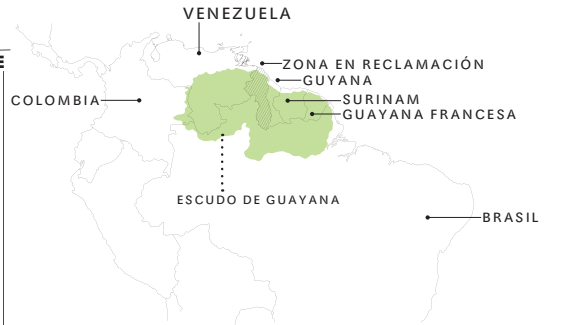 VENEZUELA
ZONA EN RECLAMACIÓN
GUYANA
COLOMBIA
SURINAM
GUAYANA FRANCESA
ESCUDO DE GUAYANA
BRASIL